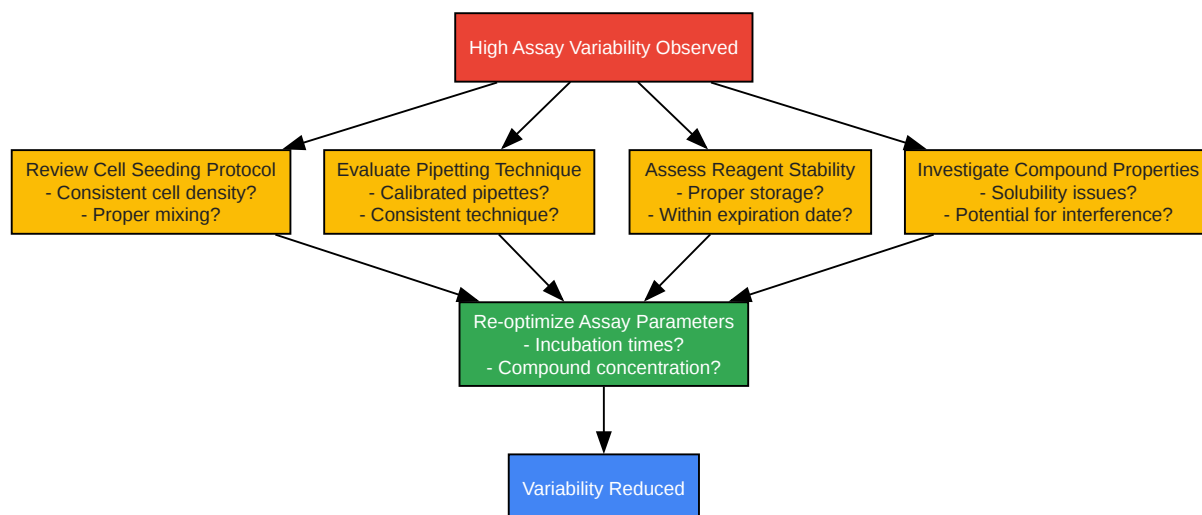 High Assay Variability Observed
Review Cell Seeding Protocol
- Consistent cell density?
- Proper mixing?
Evaluate Pipetting Technique
- Calibrated pipettes?
- Consistent technique?
Assess Reagent Stability
- Proper storage?
- Within expiration date?
Investigate Compound Properties
- Solubility issues?
- Potential for interference?
Re-optimize Assay Parameters
- Incubation times?
- Compound concentration?
Variability Reduced